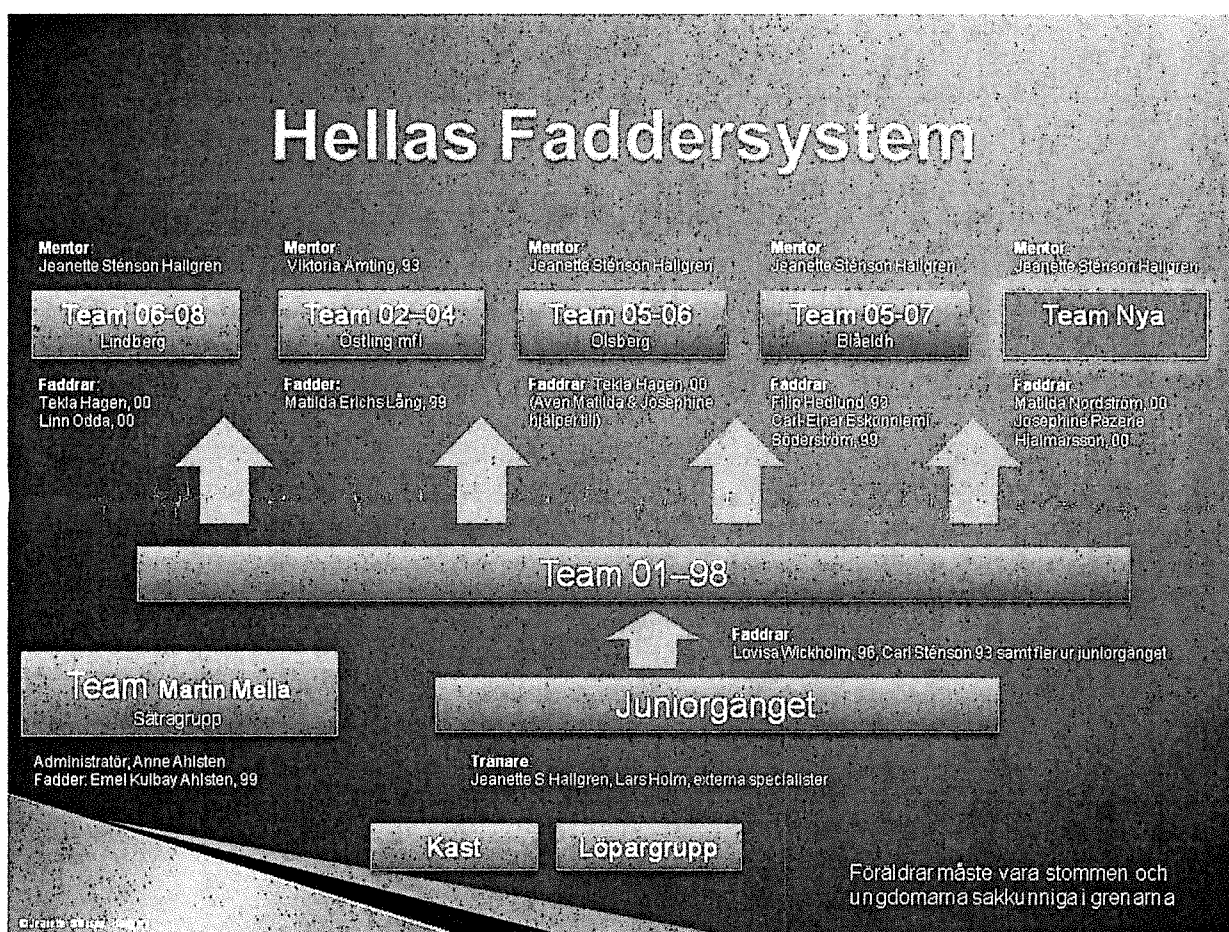 Hellas Faddersystem
Mentor:
Jeanette Sténson Hallgren
Team 06-08
Lindberg
Faddrar:
Tekla Hagen, 00
Linn Odda, 00
Mentor:
Viktoria Ämting, 93
Team 02–04
Östling mfl
Fadder:
Matilda Erichs Lång, 99
Mentor:
Jeanette Sténson Hallgren
Team 05-06
Olsberg
Faddrar: Tekla Hagen, 00
(Även Matilda & Josephine
hjälper till)
Mentor:
Jeanette Sténson Hallgren
Team 05-07
Blåeldh
Faddrar:
Filip Hedlund, 99
Carl-Einar Eskonniemi
Söderström, 99
Mentor:
Jeanette Sténson Hallgren
Team Nya
Faddrar:
Matilda Nordström, 00
Josephine Rezerie
Hjalmarsson, 00
Team 01–98
Faddrar:
Lovisa Wickholm, 96, Carl Sténson 93 samt fler ur juniorgänget
Team Martin Mella
Sätragrupp
Administratör: Anne Ahlsten
Fadder: Emel Kulbay Ahlsten, 99
Juniorgänget
Tränare:
Jeanette S Hallgren, Lars Holm, externa specialister
Kast
Löpargrupp
Föräldrar måste vara stommen och
ungdomarna sakkunniga i grenarna